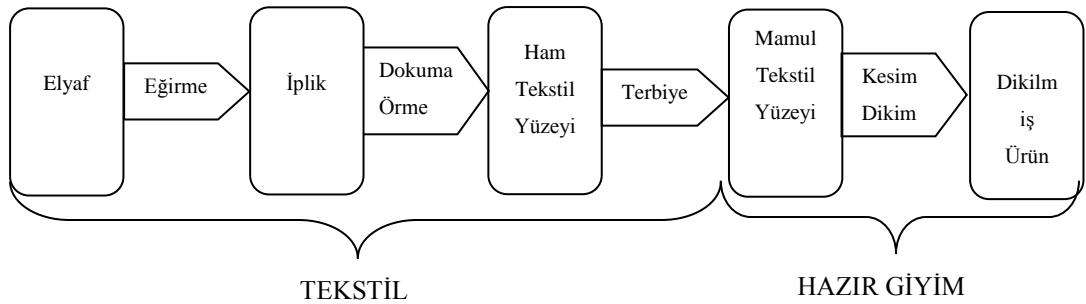 Elyaf
Eğirme
İplik
Dokuma
Örme
Ham
Tekstil
Yüzeyi
Terbiye
Mamul
Tekstil
Yüzeyi
Kesim
Dikim
Dikilm
iş
Ürün
TEKSTİL
HAZIR GİYİM